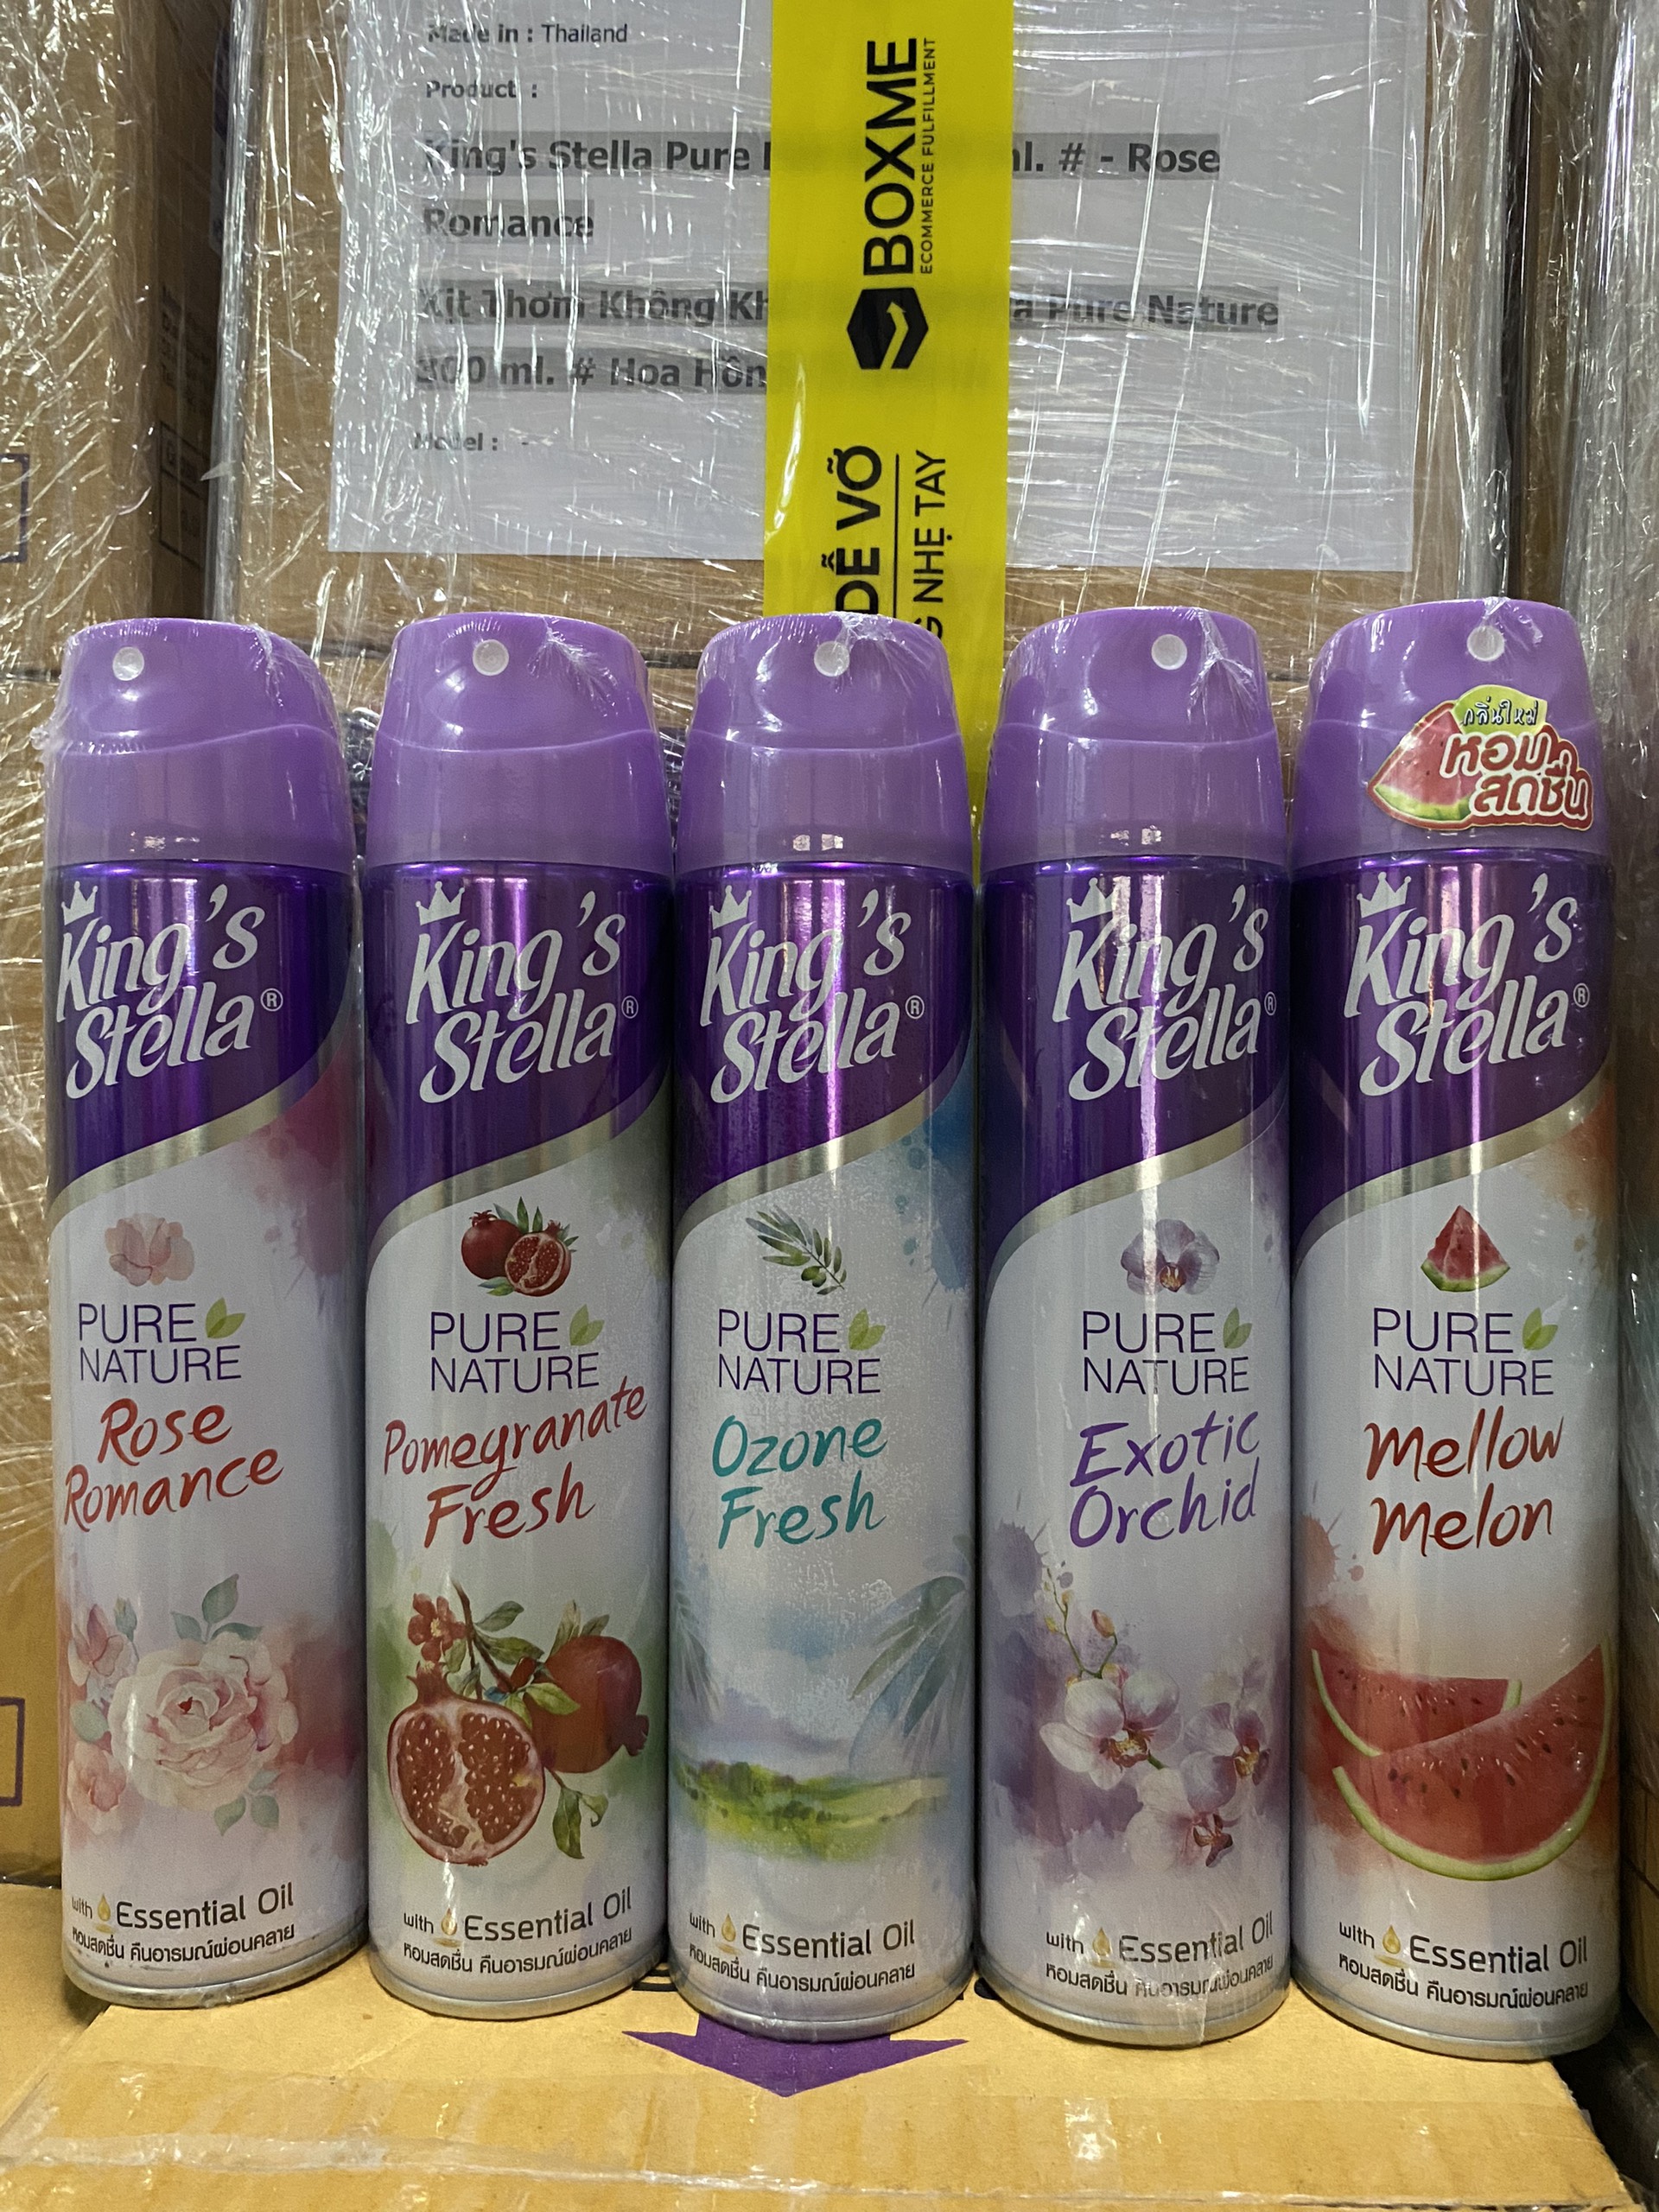 Made in : Thailand
Product :
King's Stella Pure ml. # - Rose
Romance
Xịt Thơm Không Pure Nature
300 ml. # Hoa
Model : -
BOXME
ECOMMERCE FULFILLMENT
DỄ VỠ
NHẸ TAY
กลิ่นใหม่
หอม
สดชื่น
King's
Stella®
PURE
NATURE
Rose
Romance
with Essential Oil
หอมสดชื่น คืนอารมณ์ผ่อนคลาย
King's
Stella®
PURE
NATURE
Pomegranate
Fresh
with Essential Oil
หอมสดชื่น คืนอารมณ์ผ่อนคลาย
King's
Stella®
PURE
NATURE
Ozone
Fresh
with Essential Oil
หอมสดชื่น คืนอารมณ์ผ่อนคลาย
King's
Stella®
PURE
NATURE
Exotic
Orchid
with Essential Oil
หอมสดชื่น คืนอารมณ์ผ่อนคลาย
King's
Stella®
PURE
NATURE
Mellow
Melon
with Essential Oil
หอมสดชื่น คืนอารมณ์ผ่อนคลาย